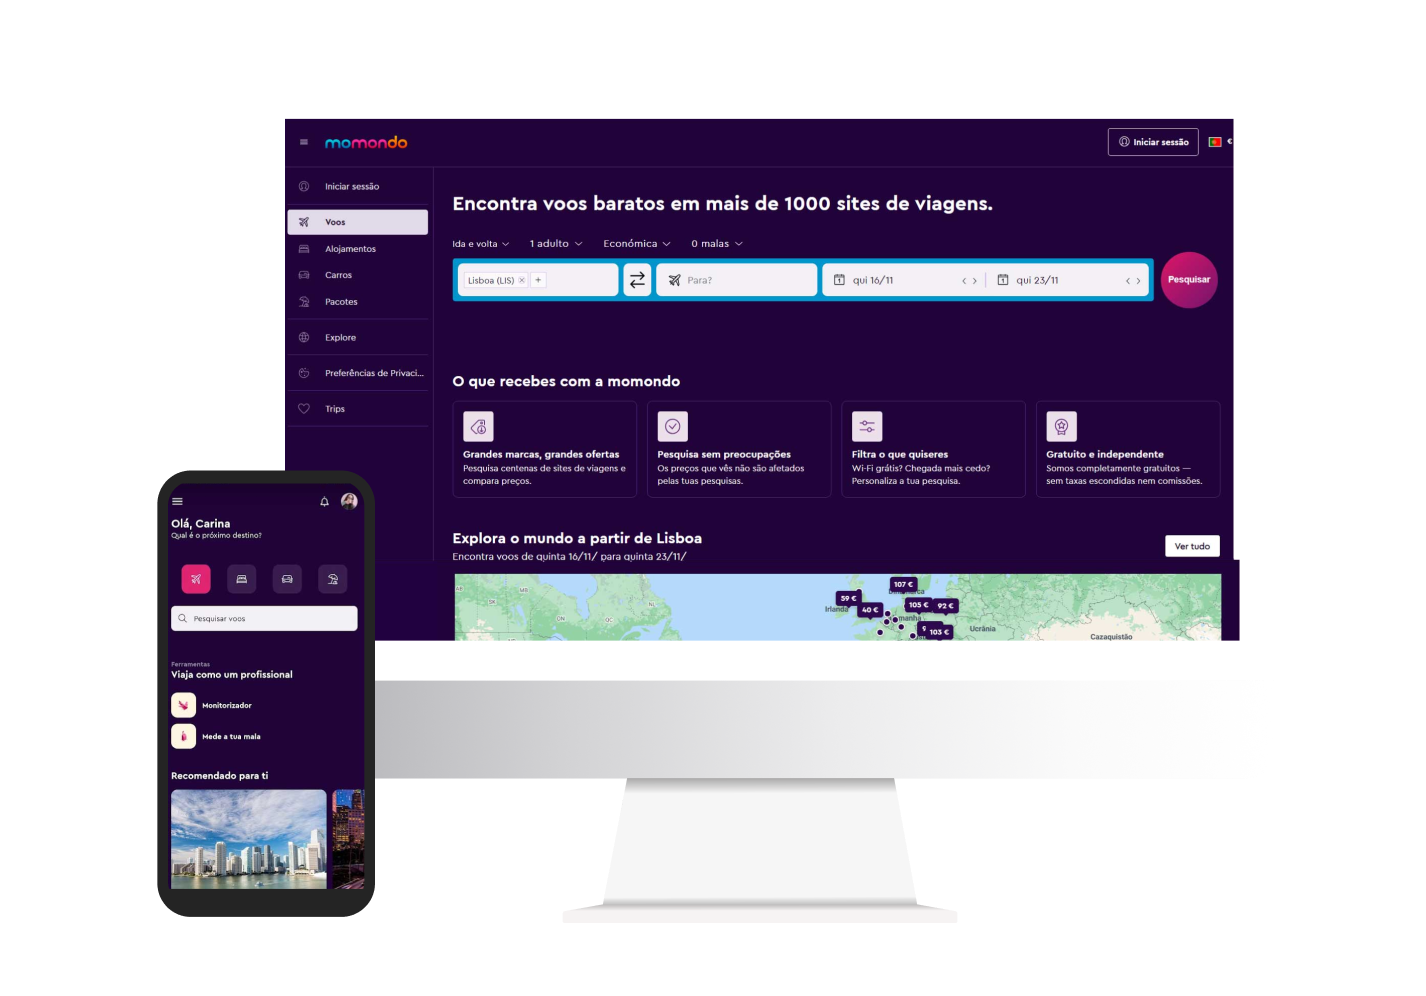 momondo
Iniciar sessão
€
Iniciar sessão
Voos
Alojamentos
Carros
Pacotes
Explore
Preferências de Privaci...
Trips
Encontra voos baratos em mais de 1000 sites de viagens.
Ida e volta 1 adulto Económica 0 malas
Lisboa (LIS) × + Para? qui 16/11 qui 23/11 Pesquisar
O que recebes com a momondo
Grandes marcas, grandes ofertas
Pesquisa centenas de sites de viagens e
compara preços.
Pesquisa sem preocupações
Os preços que vês não são afetados
pelas tuas pesquisas.
Filtra o que quiseres
Wi-Fi grátis? Chegada mais cedo?
Personaliza a tua pesquisa.
Gratuito e independente
Somos completamente gratuitos —
sem taxas escondidas nem comissões.
Explora o mundo a partir de Lisboa
Encontra voos de quinta 16/11/ para quinta 23/11/
Ver tudo
AB
SK
MB
ON
QC
NL
Irlanda
59 €
40 €
107 €
105 €
92 €
manha
103 €
Ucrânia
Cazaquistão
Olá, Carina
Qual é o próximo destino?
Pesquisar voos
Ferramentas
Viaja como um profissional
Monitorizador
Mede a tua mala
Recomendado para ti